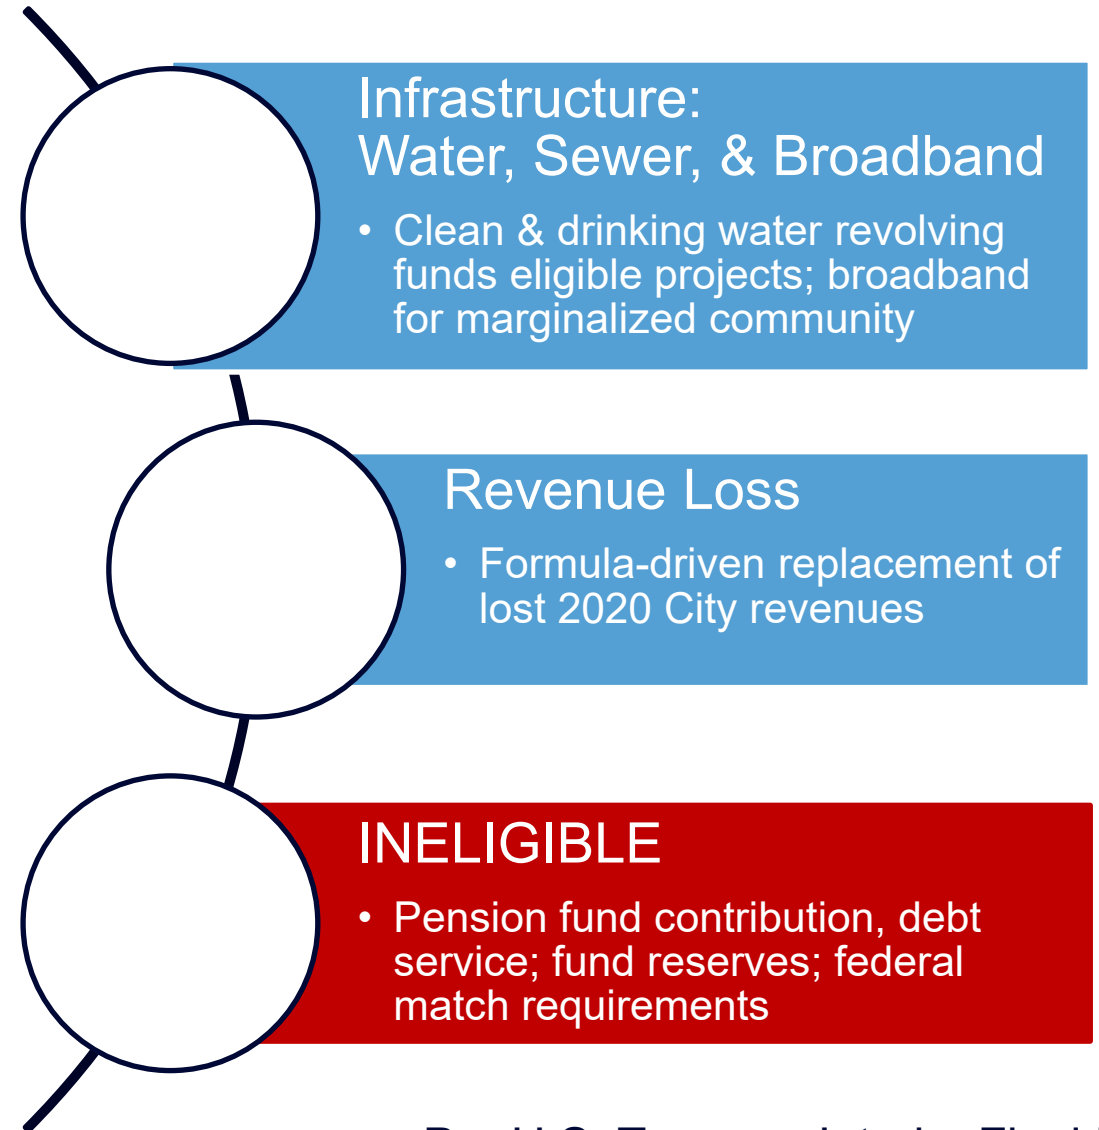 Infrastructure:
Water, Sewer, & Broadband
• Clean & drinking water revolving
funds eligible projects; broadband
for marginalized community
Revenue Loss
• Formula-driven replacement of
lost 2020 City revenues
INELIGIBLE
• Pension fund contribution, debt
service; fund reserves; federal
match requirements